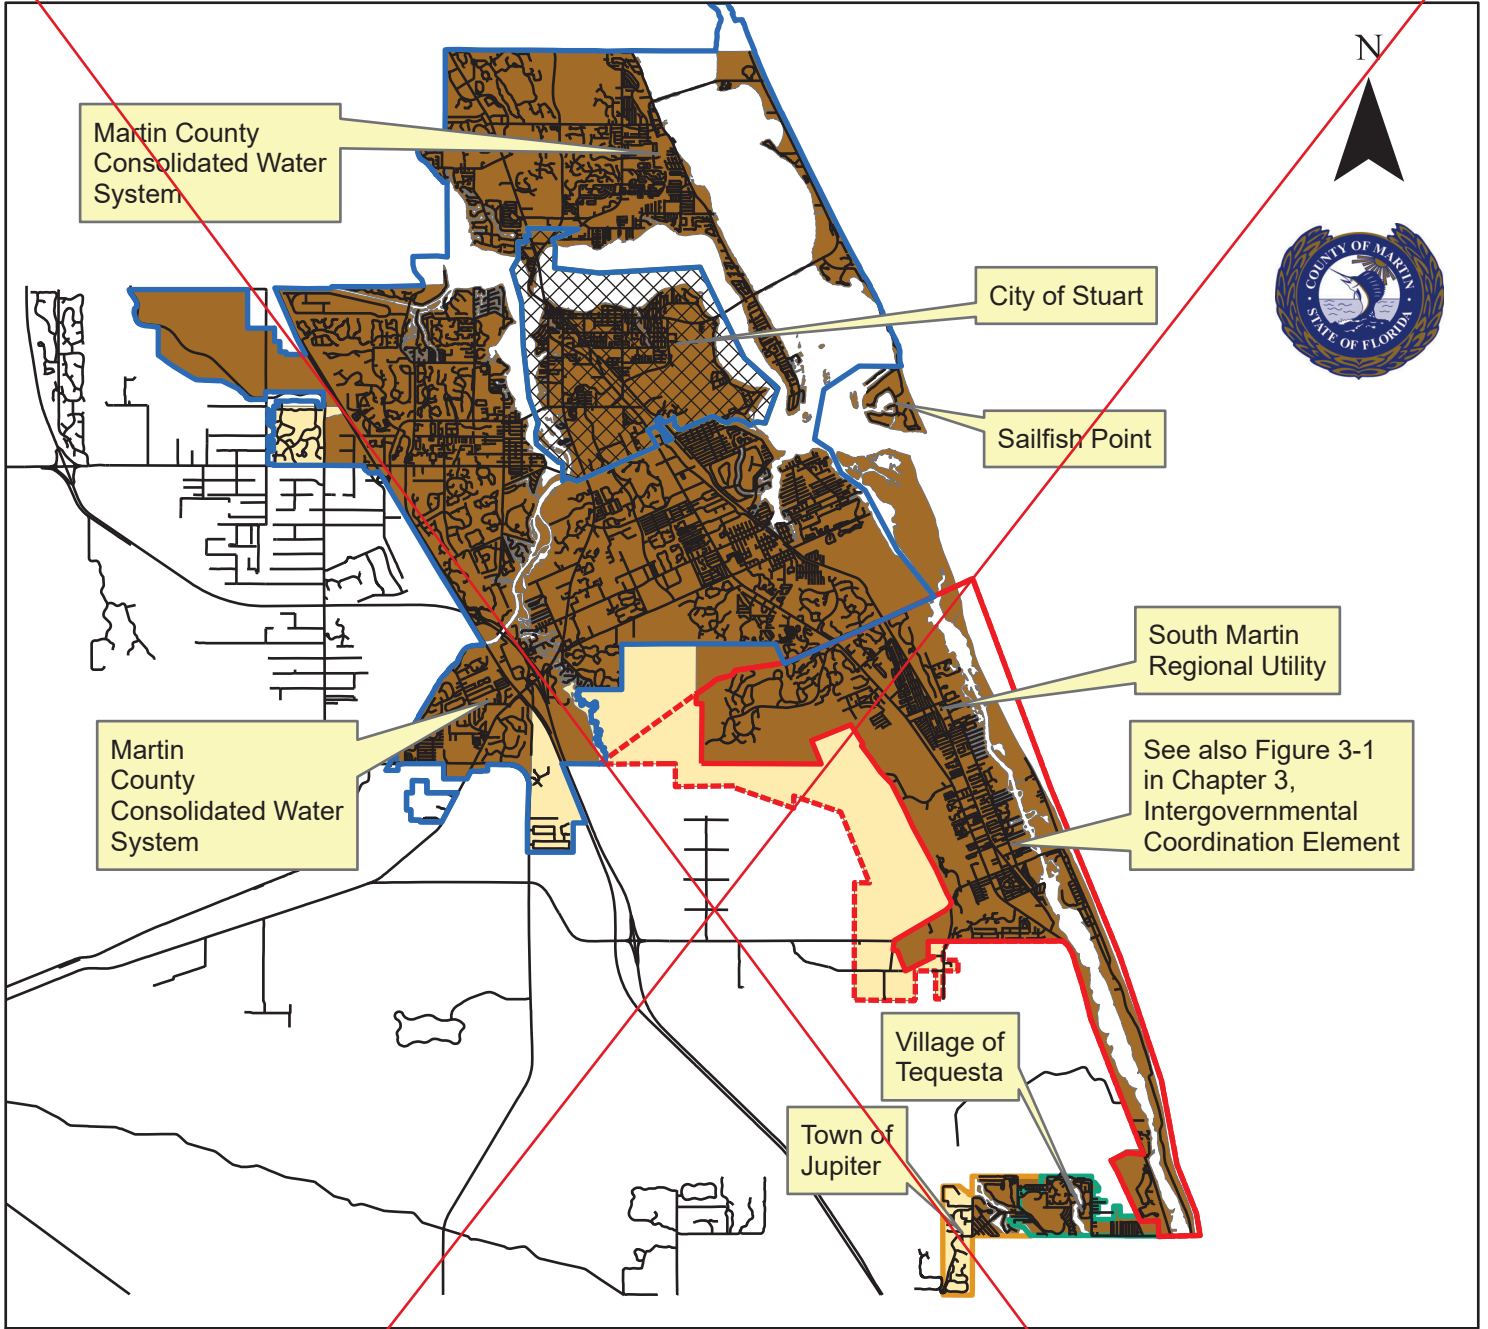 N
Martin County
Consolidated Water
System
COUNTY OF MARTIN
STATE OF FLORIDA
City of Stuart
Sailfish Point
South Martin
Regional Utility
See also Figure 3-1
in Chapter 3,
Intergovernmental
Coordination Element
Martin
County
Consolidated Water
System
Village of
Tequesta
Town of
Jupiter